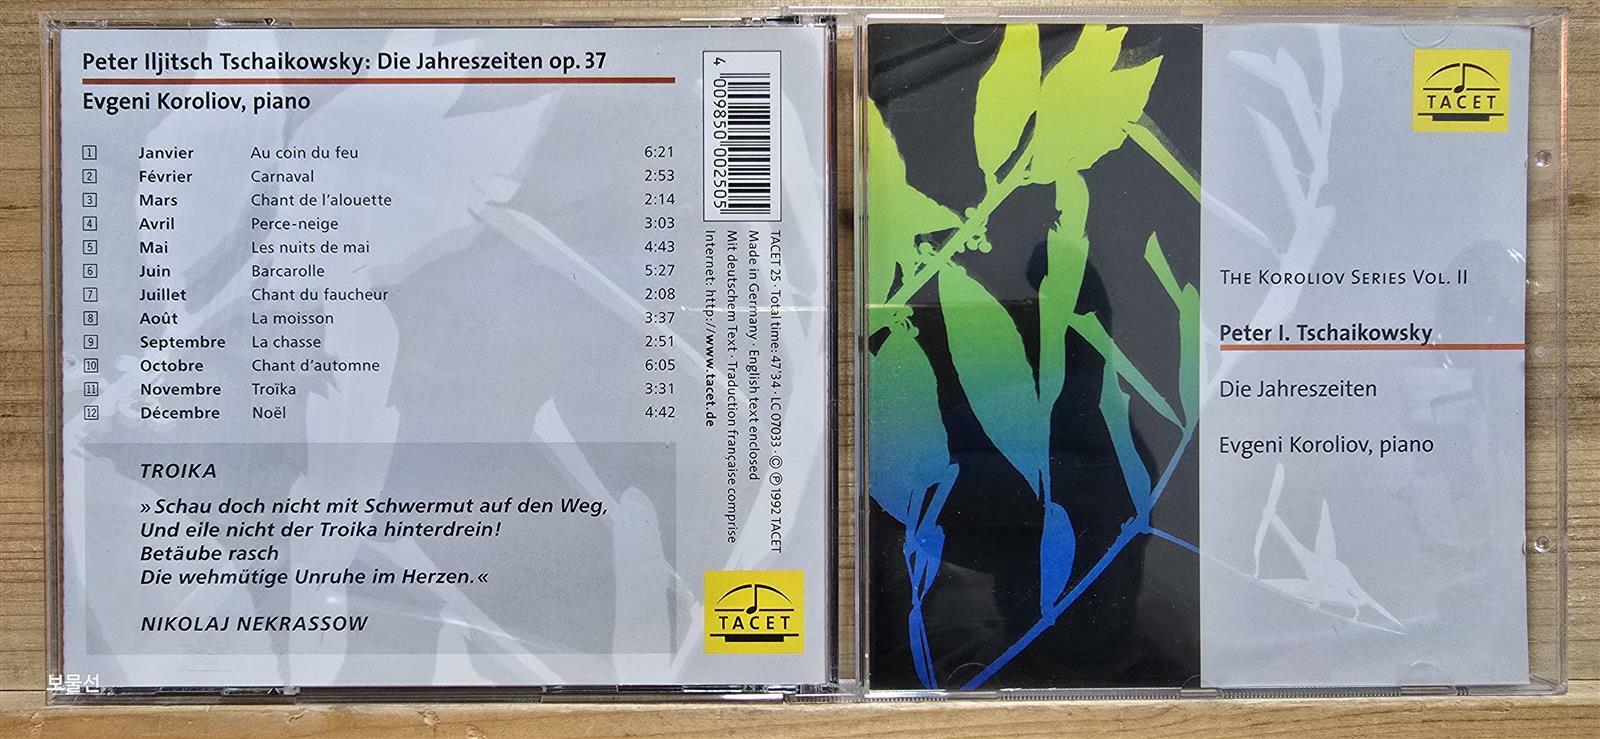 Peter Iljitsch Tschaikowsky: Die Jahreszeiten op. 37
Evgeni Koroliov, piano
1 Janvier Au coin du feu 6:21
2 Février Carnaval 2:53
3 Mars Chant de l'alouette 2:14
4 Avril Perce-neige 3:03
5 Mai Les nuits de mai 4:43
6 Juin Barcarolle 5:27
7 Juillet Chant du faucheur 2:08
8 Août La moisson 3:37
9 Septembre La chasse 2:51
10 Octobre Chant d'automne 6:05
11 Novembre Troïka 3:31
12 Décembre Noël 4:42
TROIKA
»Schau doch nicht mit Schwermut auf den Weg,
Und eile nicht der Troika hinterdrein!
Betäube rasch
Die wehmütige Unruhe im Herzen.«
NIKOLAJ NEKRASSOW
4 009850 002505
TACET 25 · Total time: 47'34 · LC 07033 · © ℗ 1992 TACET
Made in Germany · English text enclosed
Mit deutschem Text · Traduction française comprise
Internet: http://www.tacet.de
TACET
보물선
TACET
THE KOROLIOV SERIES VOL. II
Peter I. Tschaikowsky
Die Jahreszeiten
Evgeni Koroliov, piano